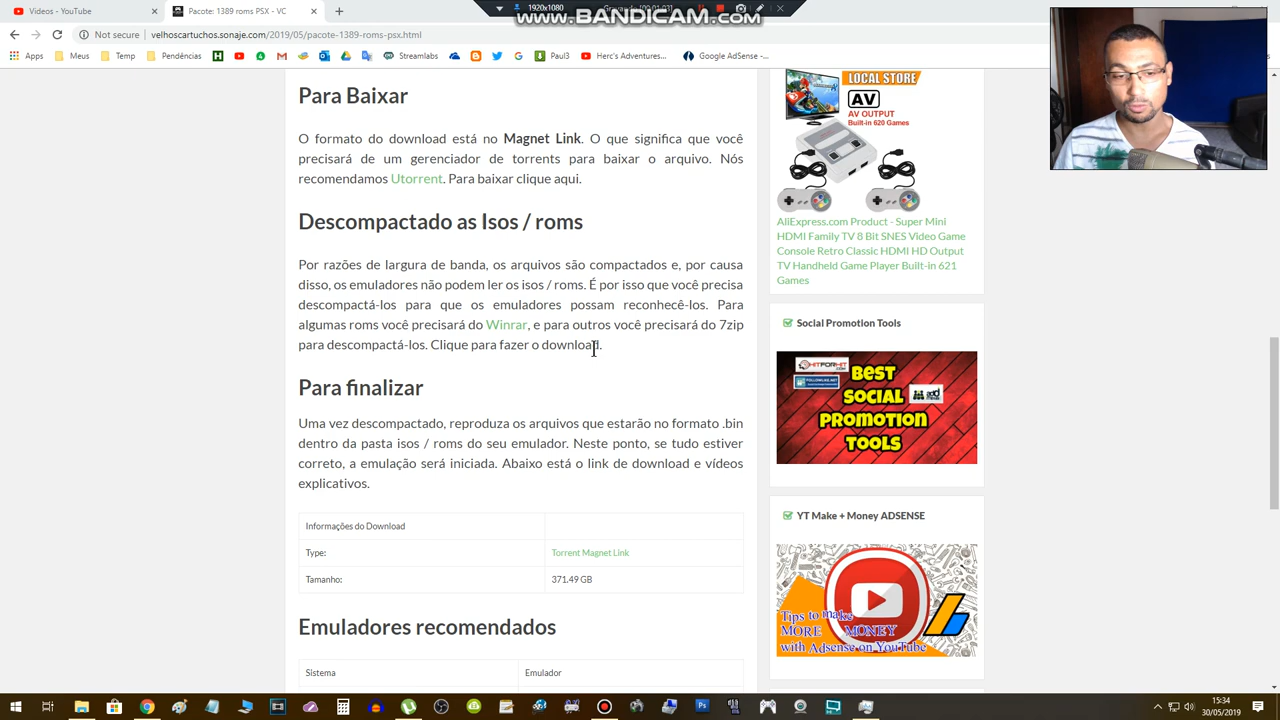 Videos - YouTube
Pacote: 1389 roms PSX - VC
1920x1080
www.BANDICAM.com
Not secure
velhoscartuchos.sonaje.com/2019/05/pacote-1389-roms-psx.html
Apps
Meus
Temp
Pendências
Streamlabs
Paul3
Herc's Adventures...
Google AdSense -...
Para Baixar
O formato do download está no Magnet Link. O que significa que você
precisará de um gerenciador de torrents para baixar o arquivo. Nós
recomendamos Utorrent. Para baixar clique aqui.
Descompactado as Isos / roms
Por razões de largura de banda, os arquivos são compactados e, por causa
disso, os emuladores não podem ler os isos / roms. É por isso que você precisa
descompactá-los para que os emuladores possam reconhecê-los. Para
algumas roms você precisará do Winrar, e para outros você precisará do 7zip
para descompactá-los. Clique para fazer o download.
Para finalizar
Uma vez descompactado, reproduza os arquivos que estarão no formato .bin
dentro da pasta isos / roms do seu emulador. Neste ponto, se tudo estiver
correto, a emulação será iniciada. Abaixo está o link de download e vídeos
explicativos.
Informações do Download
Type:
Torrent Magnet Link
Tamanho:
371.49 GB
Emuladores recomendados
Sistema
Emulador
LOCAL STORE
AV
AV OUTPUT
Built-in 620 Games
AliExpress.com Product - Super Mini
HDMI Family TV 8 Bit SNES Video Game
Console Retro Classic HDMI HD Output
TV Handheld Game Player Built-in 621
Games
Social Promotion Tools
HITFORHIT
FOLLOWLIKE.NET
BEST
SOCIAL
PROMOTION
TOOLS
YT Make + Money ADSENSE
Tips to make
MORE MONEY
with Adsense on YouTube
15:34
30/05/2019